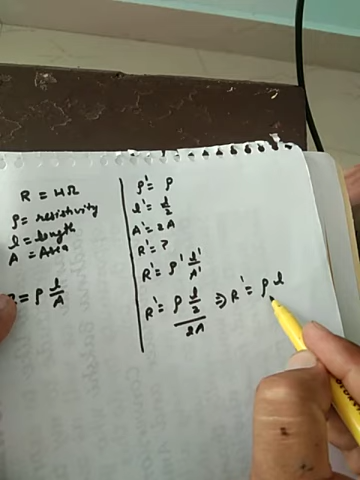 R = 4Ω
ρ = resistivity
l = length
A = Area
= ρ l/A
ρ' = ρ
l' = l/2
A' = 2A
R' = ?
R' = ρ' l'/A'
R' = ρ l/2 / 2A ⇒ R' = ρ l